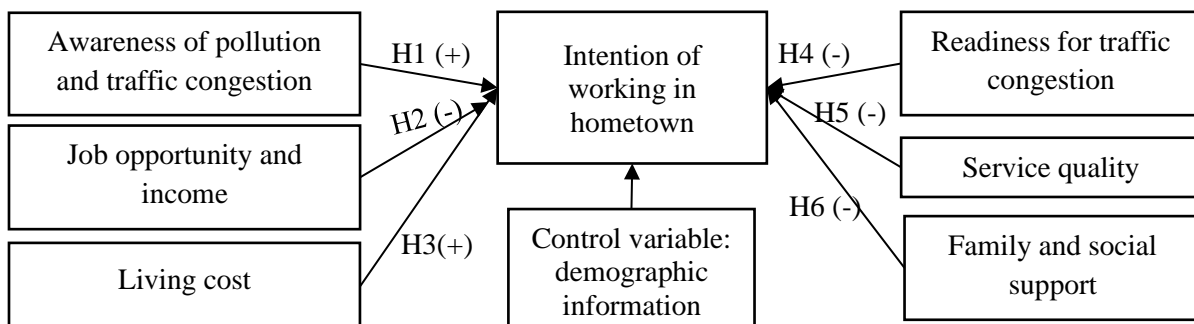 Awareness of pollution
and traffic congestion
H1 (+)
Job opportunity and
income
H2 (-)
Living cost
H3(+)
Intention of
working in
hometown
Control variable:
demographic
information
H4 (-)
Readiness for traffic
congestion
H5 (-)
Service quality
H6 (-)
Family and social
support